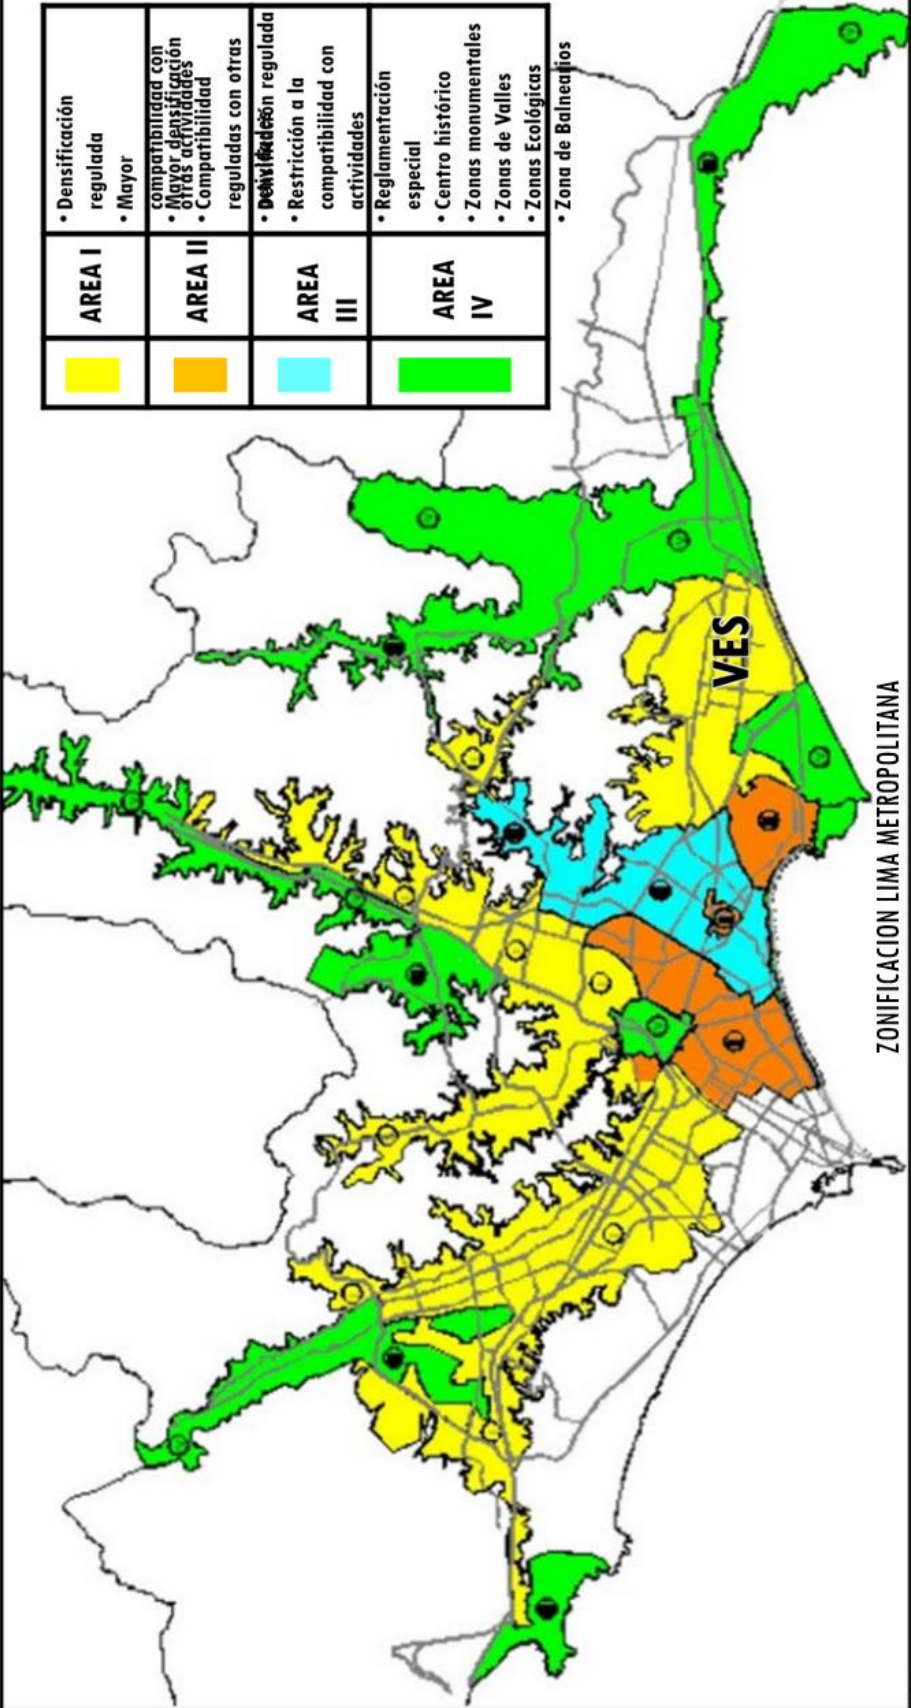 AREA I
• Densificación
regulada
• Mayor
compatibilidad con
otras actividades
AREA II
• Mayor densificación
• Compatibilidad
reguladas con otras
AREA
III
• Densificación regulada
• Restricción a la
compatibilidad con
actividades
AREA
IV
• Reglamentación
especial
• Centro histórico
• Zonas monumentales
• Zonas de Valles
• Zonas Ecológicas
• Zona de Balnearios
VES
ZONIFICACION LIMA METROPOLITANA